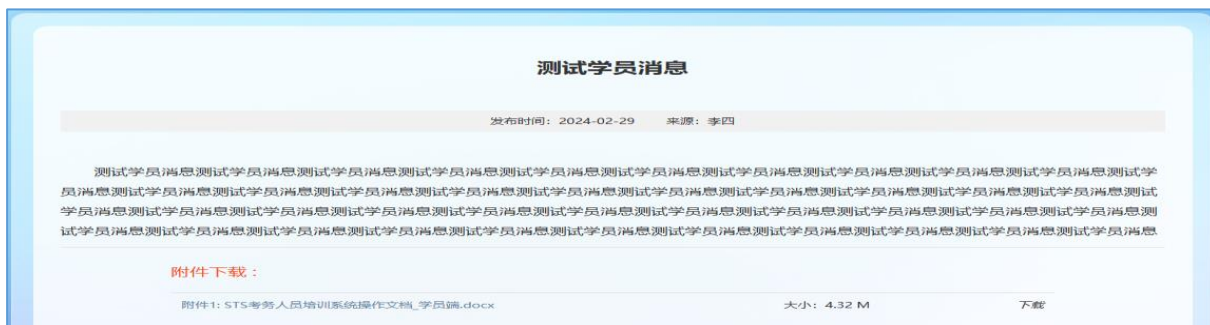 测试学员消息
发布时间：2024-02-29 来源：李四
测试学员消息测试学员消息测试学员消息测试学员消息测试学员消息测试学员消息测试学员消息测试学员消息测试学员消息测试学员消息测试学
员消息测试学员消息测试学员消息测试学员消息测试学员消息测试学员消息测试学员消息测试学员消息测试学员消息测试学员消息测试学员消息测试
学员消息测试学员消息测试学员消息测试学员消息测试学员消息测试学员消息测试学员消息测试学员消息测试学员消息测试学员消息测试学员消息测
试学员消息测试学员消息测试学员消息测试学员消息测试学员消息测试学员消息测试学员消息测试学员消息测试学员消息测试学员消息测试学员消息
附件下载：
附件1: STS考务人员培训系统操作文档_学员端.docx 大小：4.32 M 下载